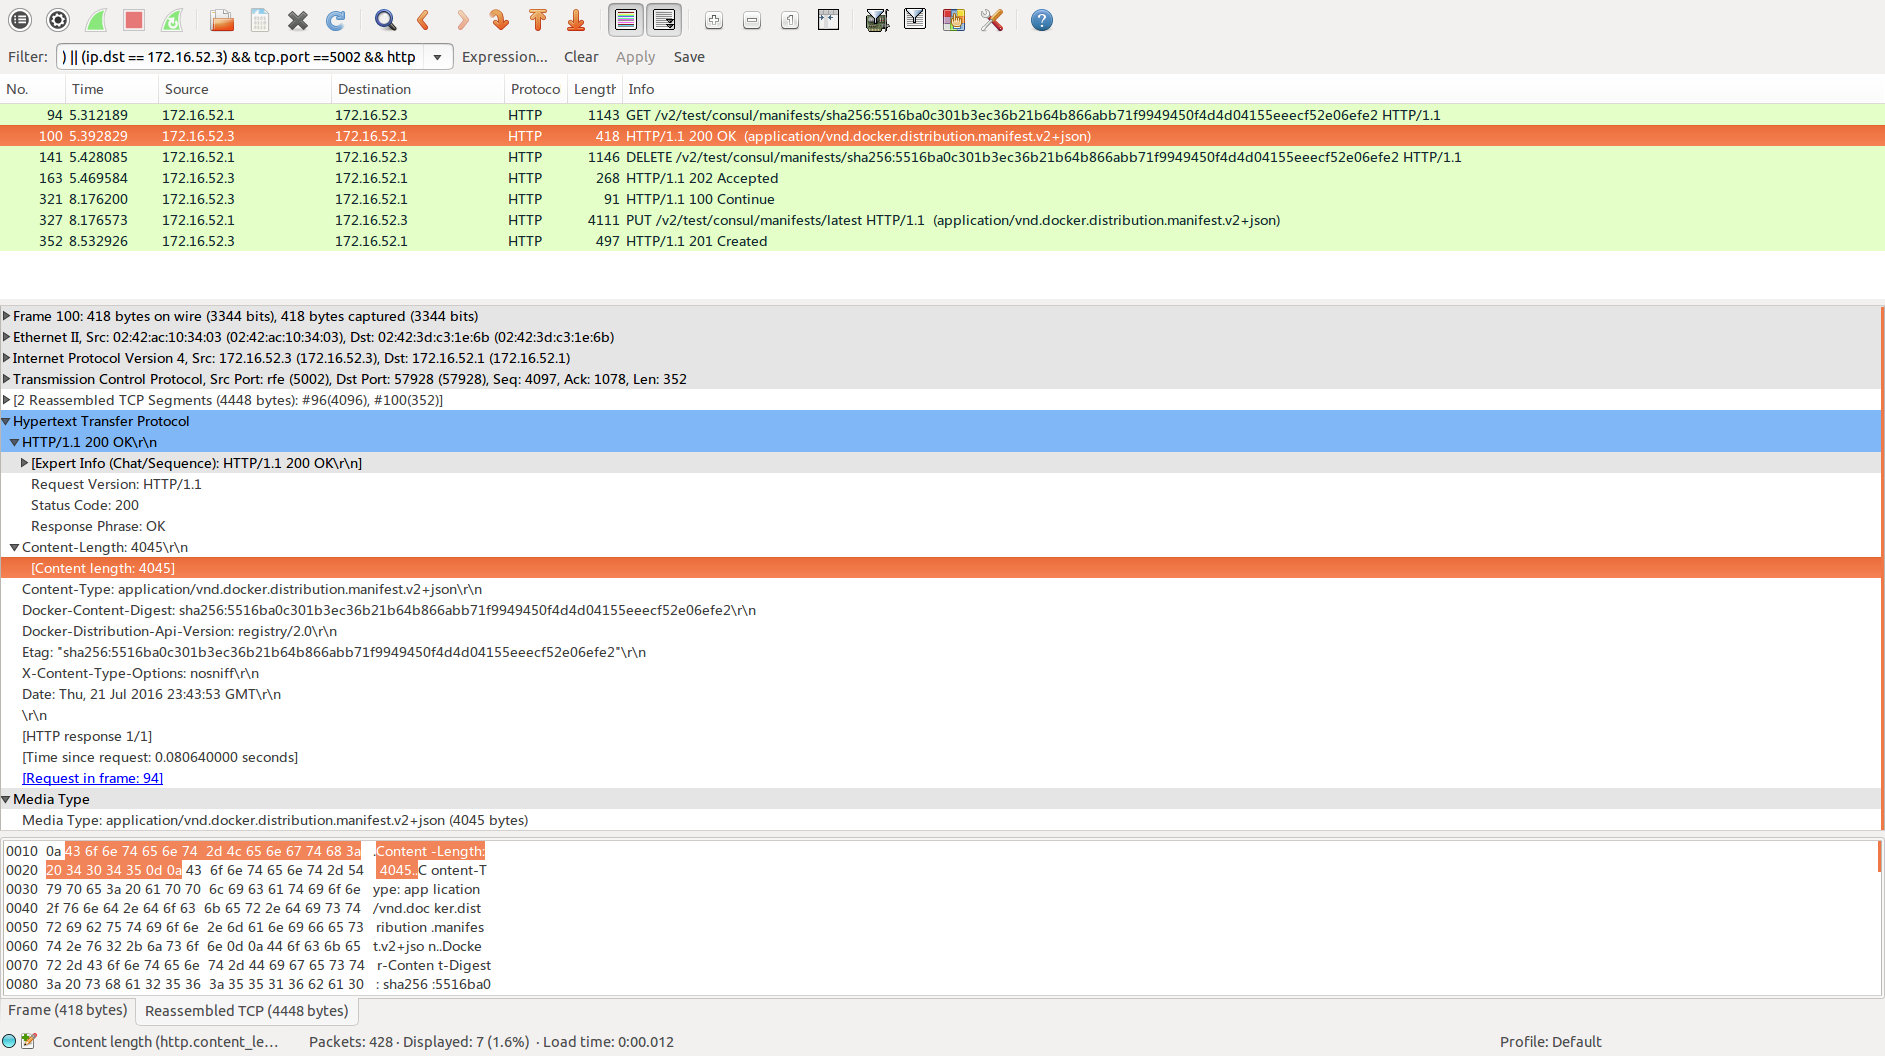 Filter: ) || (ip.dst == 172.16.52.3) && tcp.port ==5002 && http Expression... Clear Apply Save
No. Time Source Destination Protoco Length Info
94 5.312189 172.16.52.1 172.16.52.3 HTTP 1143 GET /v2/test/consul/manifests/sha256:5516ba0c301b3ec36b21b64b866abb71f9949450f4d4d04155eeecf52e06efe2 HTTP/1.1
100 5.392829 172.16.52.3 172.16.52.1 HTTP 418 HTTP/1.1 200 OK (application/vnd.docker.distribution.manifest.v2+json)
141 5.428085 172.16.52.1 172.16.52.3 HTTP 1146 DELETE /v2/test/consul/manifests/sha256:5516ba0c301b3ec36b21b64b866abb71f9949450f4d4d04155eeecf52e06efe2 HTTP/1.1
163 5.469584 172.16.52.3 172.16.52.1 HTTP 268 HTTP/1.1 202 Accepted
321 8.176200 172.16.52.3 172.16.52.1 HTTP 91 HTTP/1.1 100 Continue
327 8.176573 172.16.52.1 172.16.52.3 HTTP 4111 PUT /v2/test/consul/manifests/latest HTTP/1.1 (application/vnd.docker.distribution.manifest.v2+json)
352 8.532926 172.16.52.3 172.16.52.1 HTTP 497 HTTP/1.1 201 Created
Frame 100: 418 bytes on wire (3344 bits), 418 bytes captured (3344 bits)
Ethernet II, Src: 02:42:ac:10:34:03 (02:42:ac:10:34:03), Dst: 02:42:3d:c3:1e:6b (02:42:3d:c3:1e:6b)
Internet Protocol Version 4, Src: 172.16.52.3 (172.16.52.3), Dst: 172.16.52.1 (172.16.52.1)
Transmission Control Protocol, Src Port: rfe (5002), Dst Port: 57928 (57928), Seq: 4097, Ack: 1078, Len: 352
[2 Reassembled TCP Segments (4448 bytes): #96(4096), #100(352)]
Hypertext Transfer Protocol
HTTP/1.1 200 OK\r\n
[Expert Info (Chat/Sequence): HTTP/1.1 200 OK\r\n]
Request Version: HTTP/1.1
Status Code: 200
Response Phrase: OK
Content-Length: 4045\r\n
[Content length: 4045]
Content-Type: application/vnd.docker.distribution.manifest.v2+json\r\n
Docker-Content-Digest: sha256:5516ba0c301b3ec36b21b64b866abb71f9949450f4d4d04155eeecf52e06efe2\r\n
Docker-Distribution-Api-Version: registry/2.0\r\n
Etag: "sha256:5516ba0c301b3ec36b21b64b866abb71f9949450f4d4d04155eeecf52e06efe2"\r\n
X-Content-Type-Options: nosniff\r\n
Date: Thu, 21 Jul 2016 23:43:53 GMT\r\n
\r\n
[HTTP response 1/1]
[Time since request: 0.080640000 seconds]
[Request in frame: 94]
Media Type
Media Type: application/vnd.docker.distribution.manifest.v2+json (4045 bytes)
0010 0a 43 6f 6e 74 65 6e 74 2d 4c 65 6e 67 74 68 3a .Content -Length:
0020 20 34 30 34 35 0d 0a 43 6f 6e 74 65 6e 74 2d 54 4045..C ontent-T
0030 79 70 65 3a 20 61 70 70 6c 69 63 61 74 69 6f 6e ype: app lication
0040 2f 76 6e 64 2e 64 6f 63 6b 65 72 2e 64 69 73 74 /vnd.doc ker.dist
0050 72 69 62 75 74 69 6f 6e 2e 6d 61 6e 69 66 65 73 ribution .manifes
0060 74 2e 76 32 2b 6a 73 6f 6e 0d 0a 44 6f 63 6b 65 t.v2+jso n..Docke
0070 72 2d 43 6f 6e 74 65 6e 74 2d 44 69 67 65 73 74 r-Conten t-Digest
0080 3a 20 73 68 61 32 35 36 3a 35 35 31 36 62 61 30 : sha256 :5516ba0
Frame (418 bytes) Reassembled TCP (4448 bytes)
Content length (http.content_le... Packets: 428 · Displayed: 7 (1.6%) · Load time: 0:00.012 Profile: Default